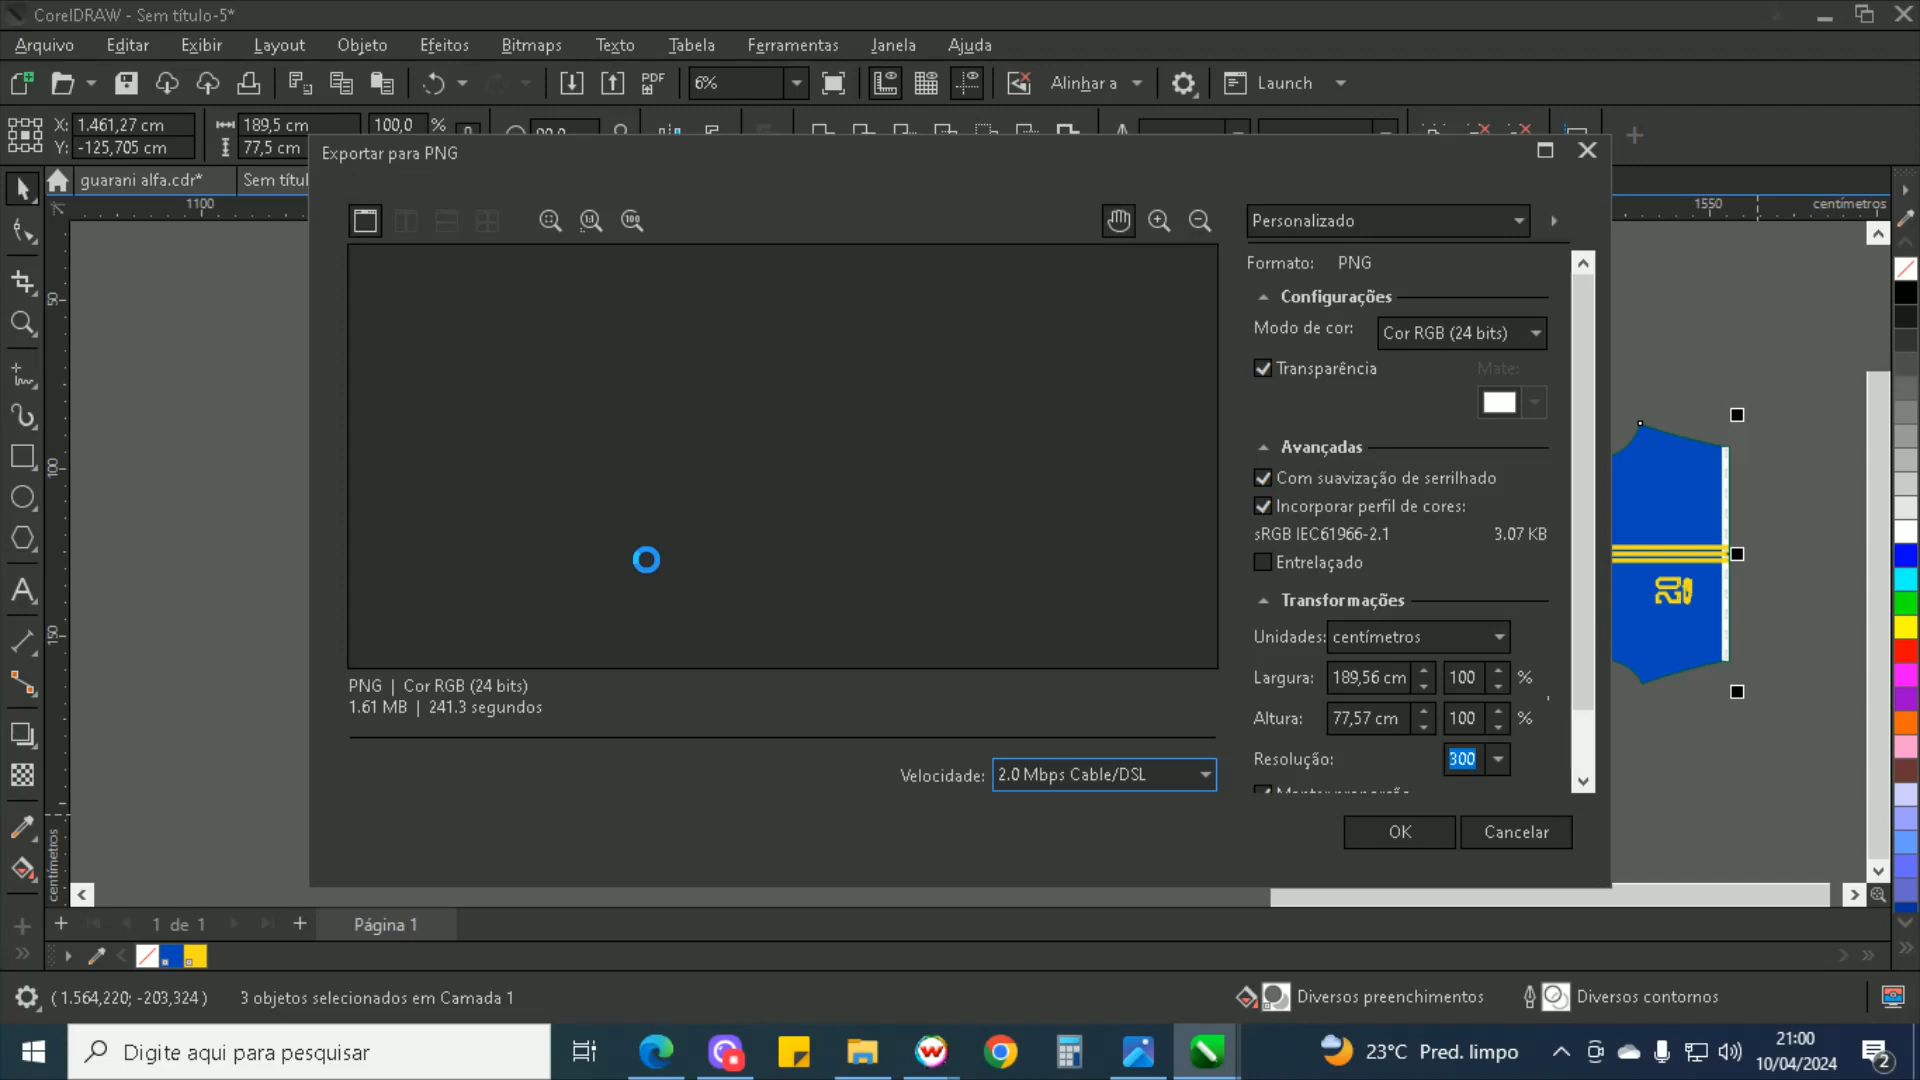 CorelDRAW - Sem título-5*
Arquivo Editar Exibir Layout Objeto Efeitos Bitmaps Texto Tabela Ferramentas Janela Ajuda
PDF 6% Alinhar a Launch
X: 1.461,27 cm 189,5 cm 100,0 %
Y: -125,705 cm 77,5 cm
Exportar para PNG
guarani alfa.cdr* Sem títul
1100 1550 centímetros
100 Personalizado
Formato: PNG
Configurações
Modo de cor: Cor RGB (24 bits)
Transparência Mate:
Avançadas
Com suavização de serrilhado
Incorporar perfil de cores:
sRGB IEC61966-2.1 3.07 KB
Entrelaçado
Transformações
Unidades: centímetros
Largura: 189,56 cm 100 %
Altura: 77,57 cm 100 %
Resolução: 300
PNG | Cor RGB (24 bits)
1.61 MB | 241.3 segundos
Velocidade: 2.0 Mbps Cable/DSL
OK Cancelar
50
100
150
centímetros
1 de 1 Página 1
( 1.564,220; -203,324 ) 3 objetos selecionados em Camada 1 Diversos preenchimentos Diversos contornos
Digite aqui para pesquisar
23°C Pred. limpo
21:00
10/04/2024
2